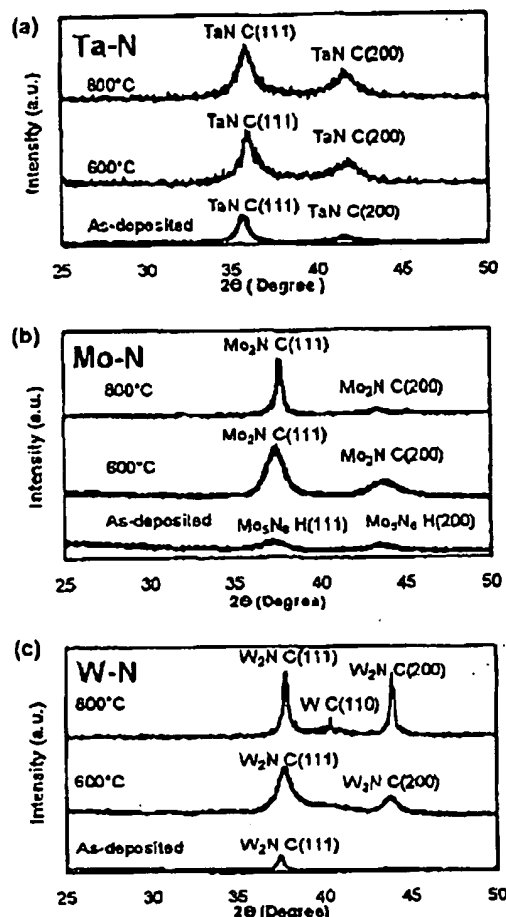 (a)
Ta-N
TaN C(111)
TaN C(200)
800°C
TaN C(111)
TaN C(200)
600°C
TaN C(111)
TaN C(200)
As-deposited
Intensity (a.u.)
25 30 35 40 45 50
2Θ (Degree)
(b)
Mo-N
Mo₂N C(111)
Mo₂N C(200)
800°C
Mo₂N C(111)
Mo₂N C(200)
600°C
As-deposited
Mo₅N₆ H(111)
Mo₅N₆ H(200)
Intensity (a.u.)
25 30 35 40 45 50
2Θ (Degree)
(c)
W-N
W₂N C(111)
W₂N C(200)
W C(110)
800°C
W₂N C(111)
W₂N C(200)
600°C
W₂N C(111)
As-deposited
Intensity (a.u.)
25 30 35 40 45 50
2Θ (Degree)